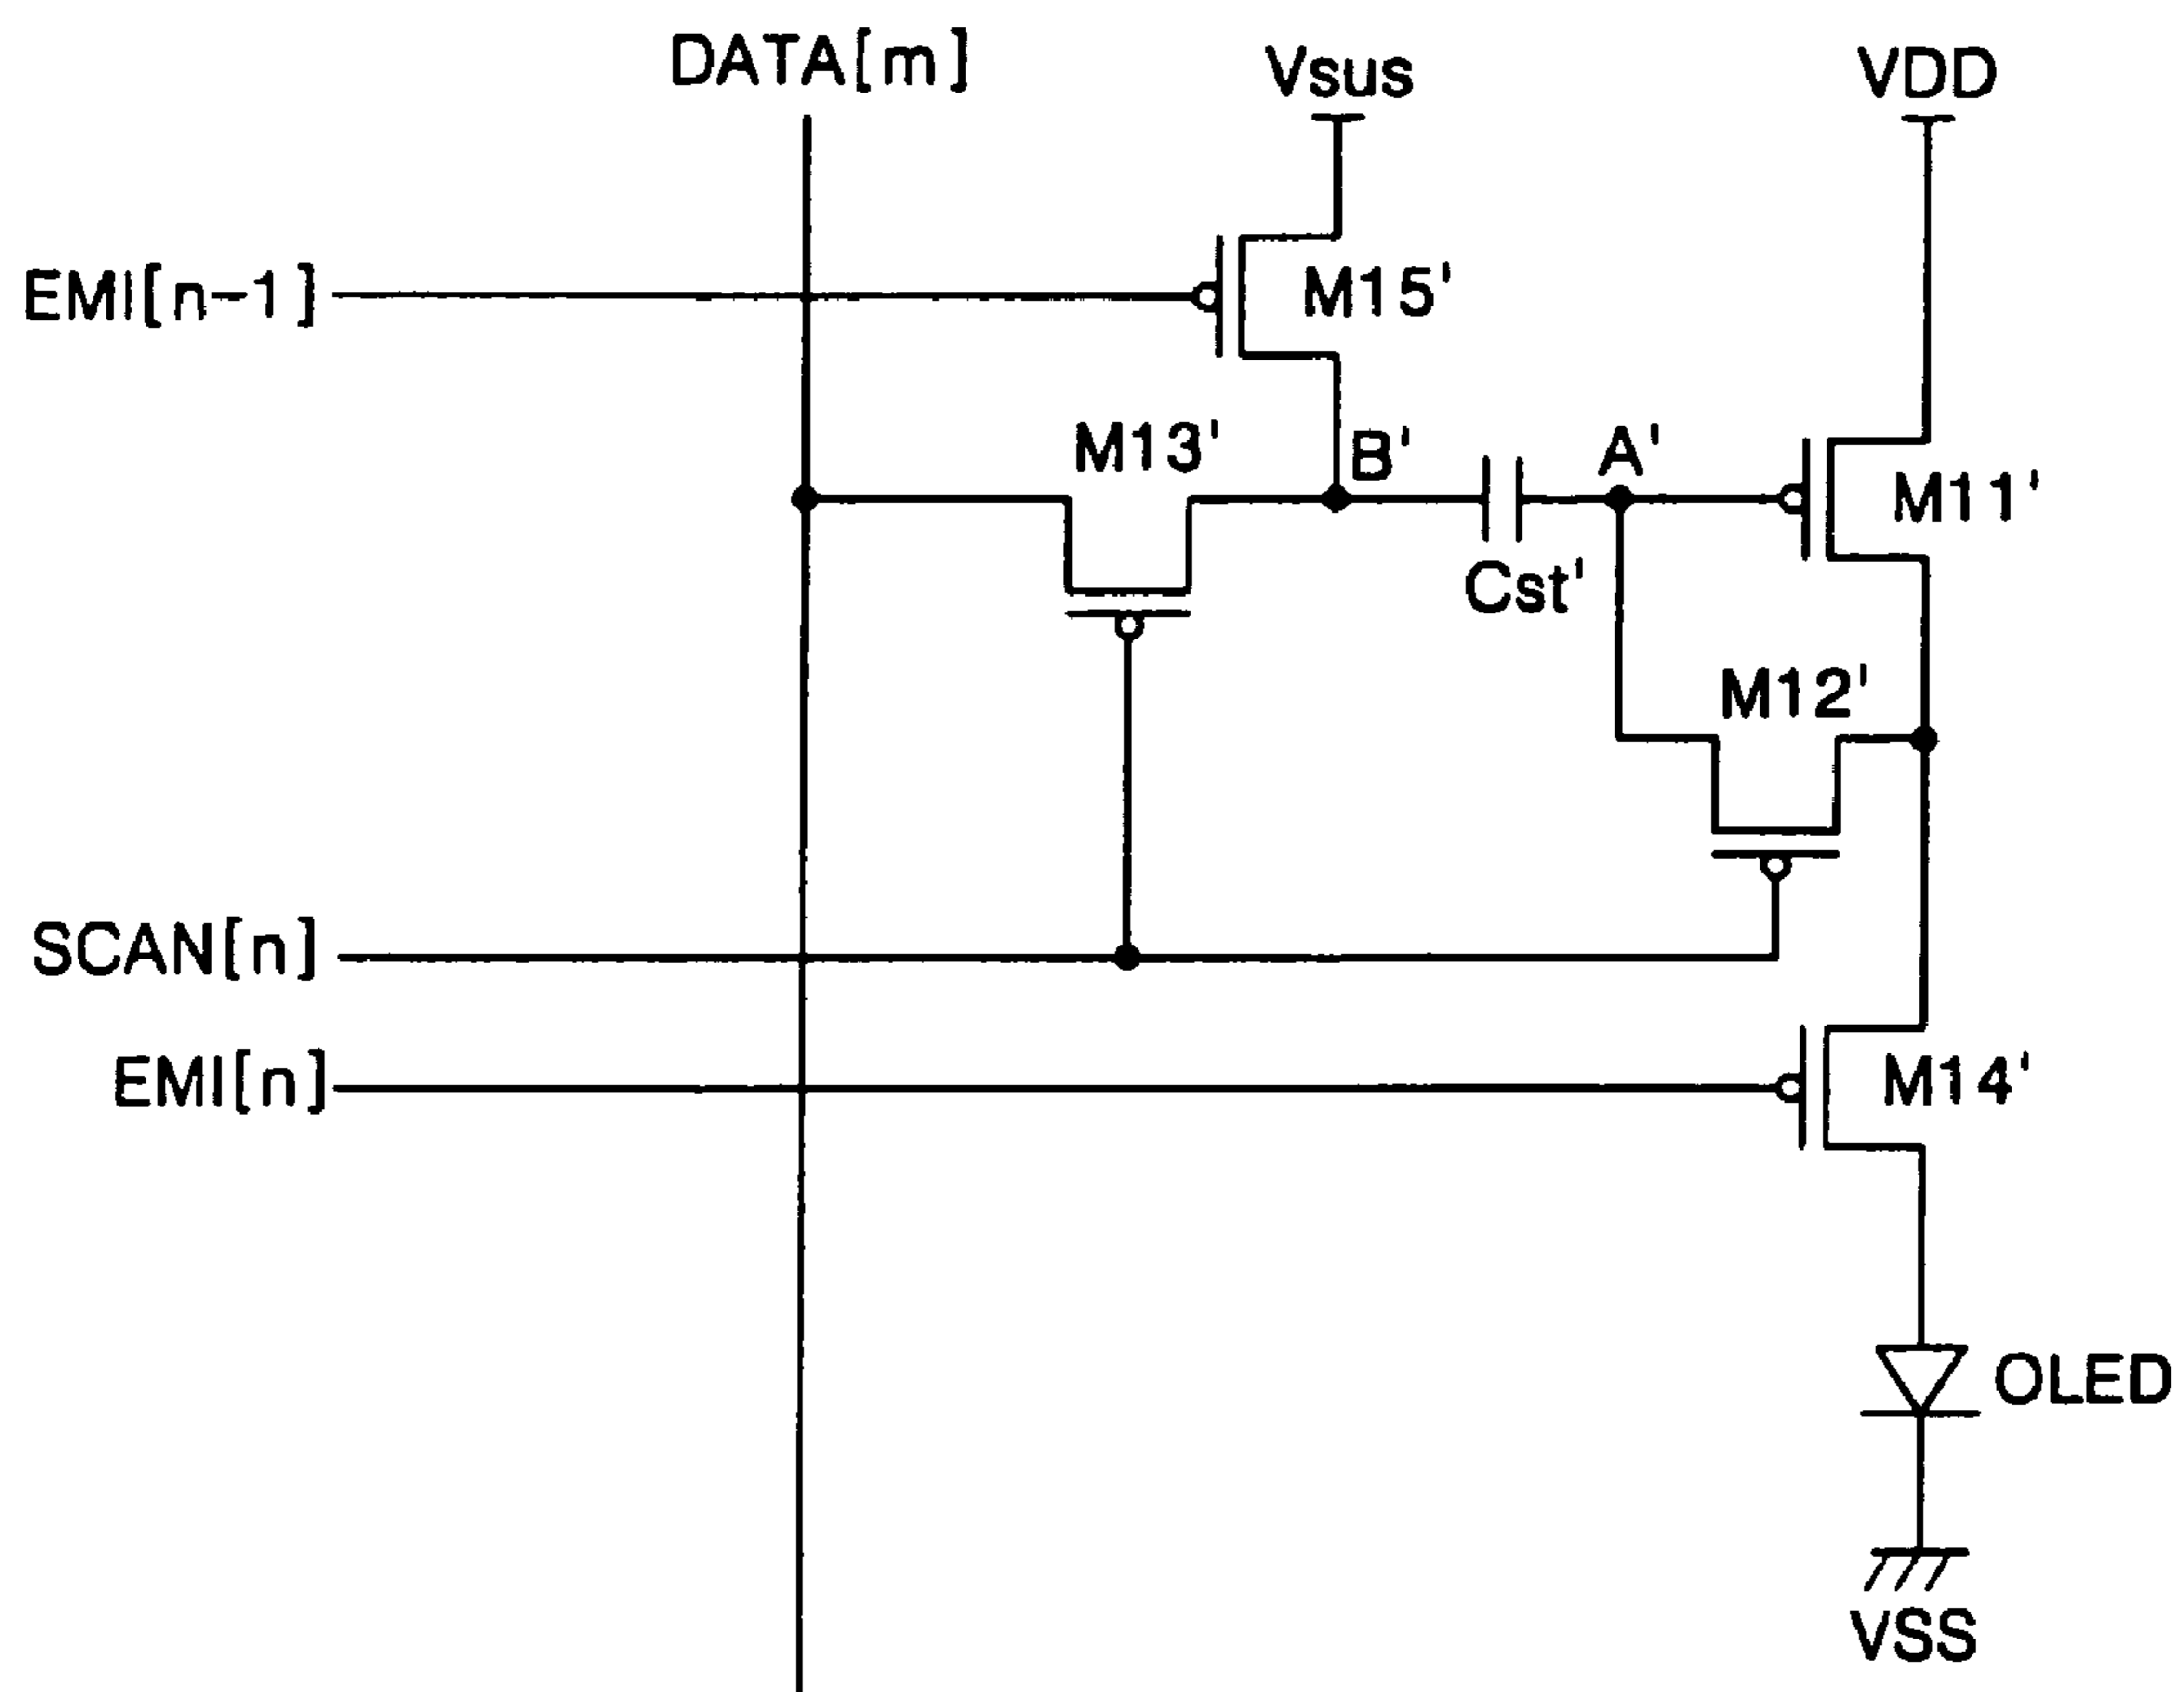 DATA[m]
Vsus
VDD
EMI[n-1]
M15'
M13'
B'
A'
M11'
Cst'
M12'
SCAN[n]
EMI[n]
M14'
OLED
VSS